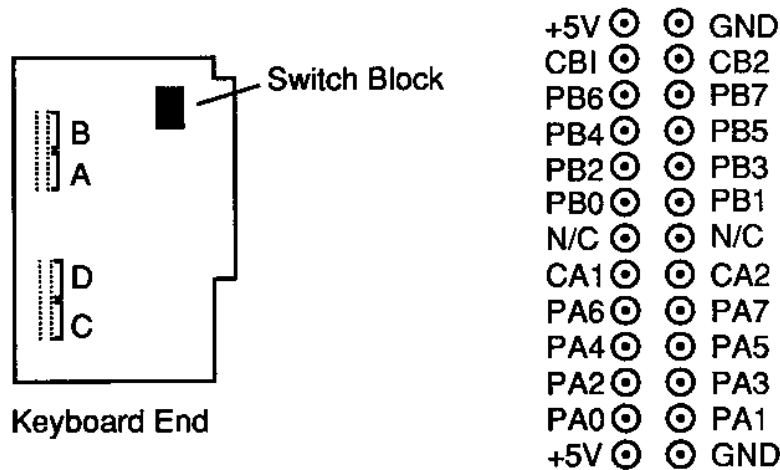 Switch Block
B
A
D
C
Keyboard End
+5V GND
CBI CB2
PB6 PB7
PB4 PB5
PB2 PB3
PB0 PB1
N/C N/C
CA1 CA2
PA6 PA7
PA4 PA5
PA2 PA3
PA0 PA1
+5V GND